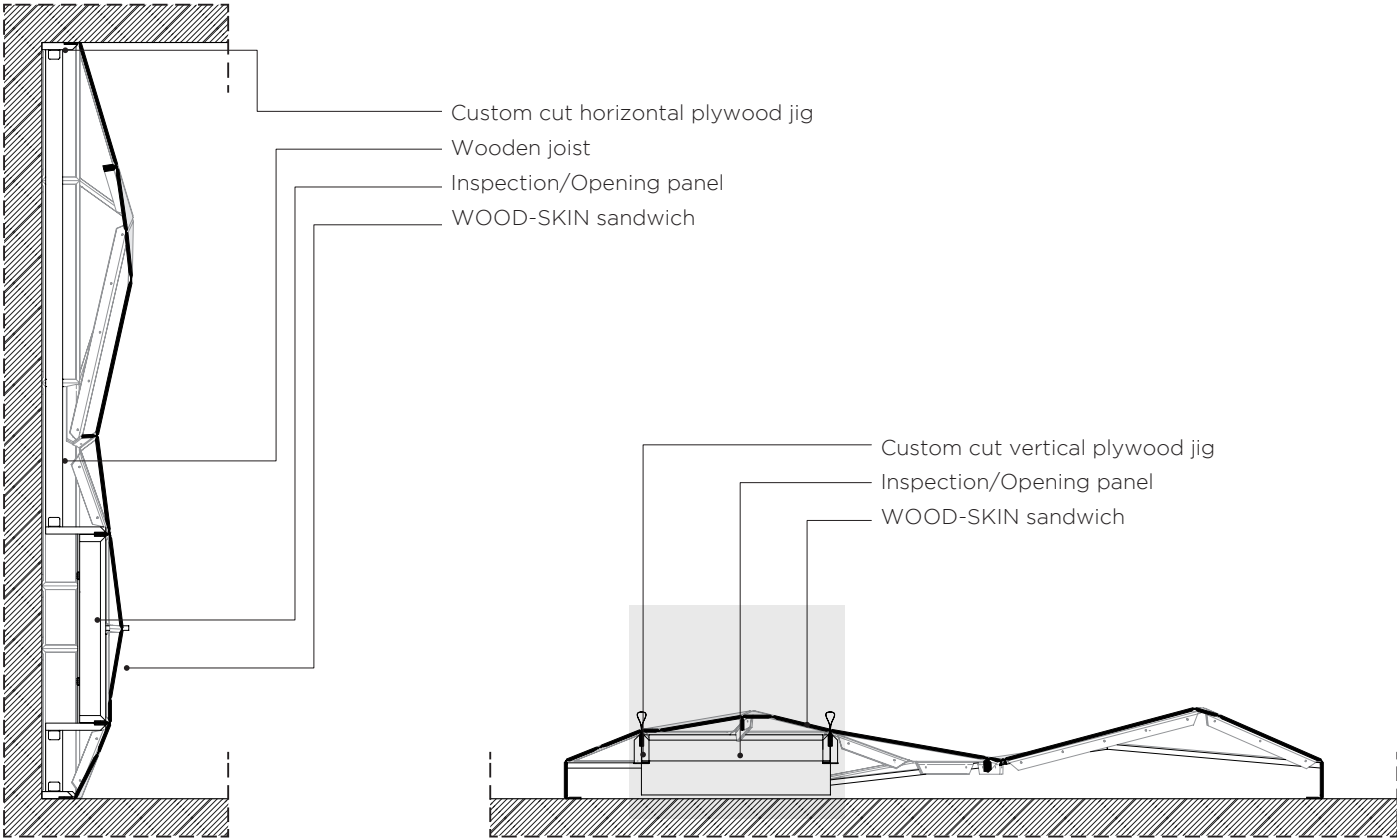 Custom cut horizontal plywood jig
Wooden joist
Inspection/Opening panel
WOOD-SKIN sandwich
Custom cut vertical plywood jig
Inspection/Opening panel
WOOD-SKIN sandwich